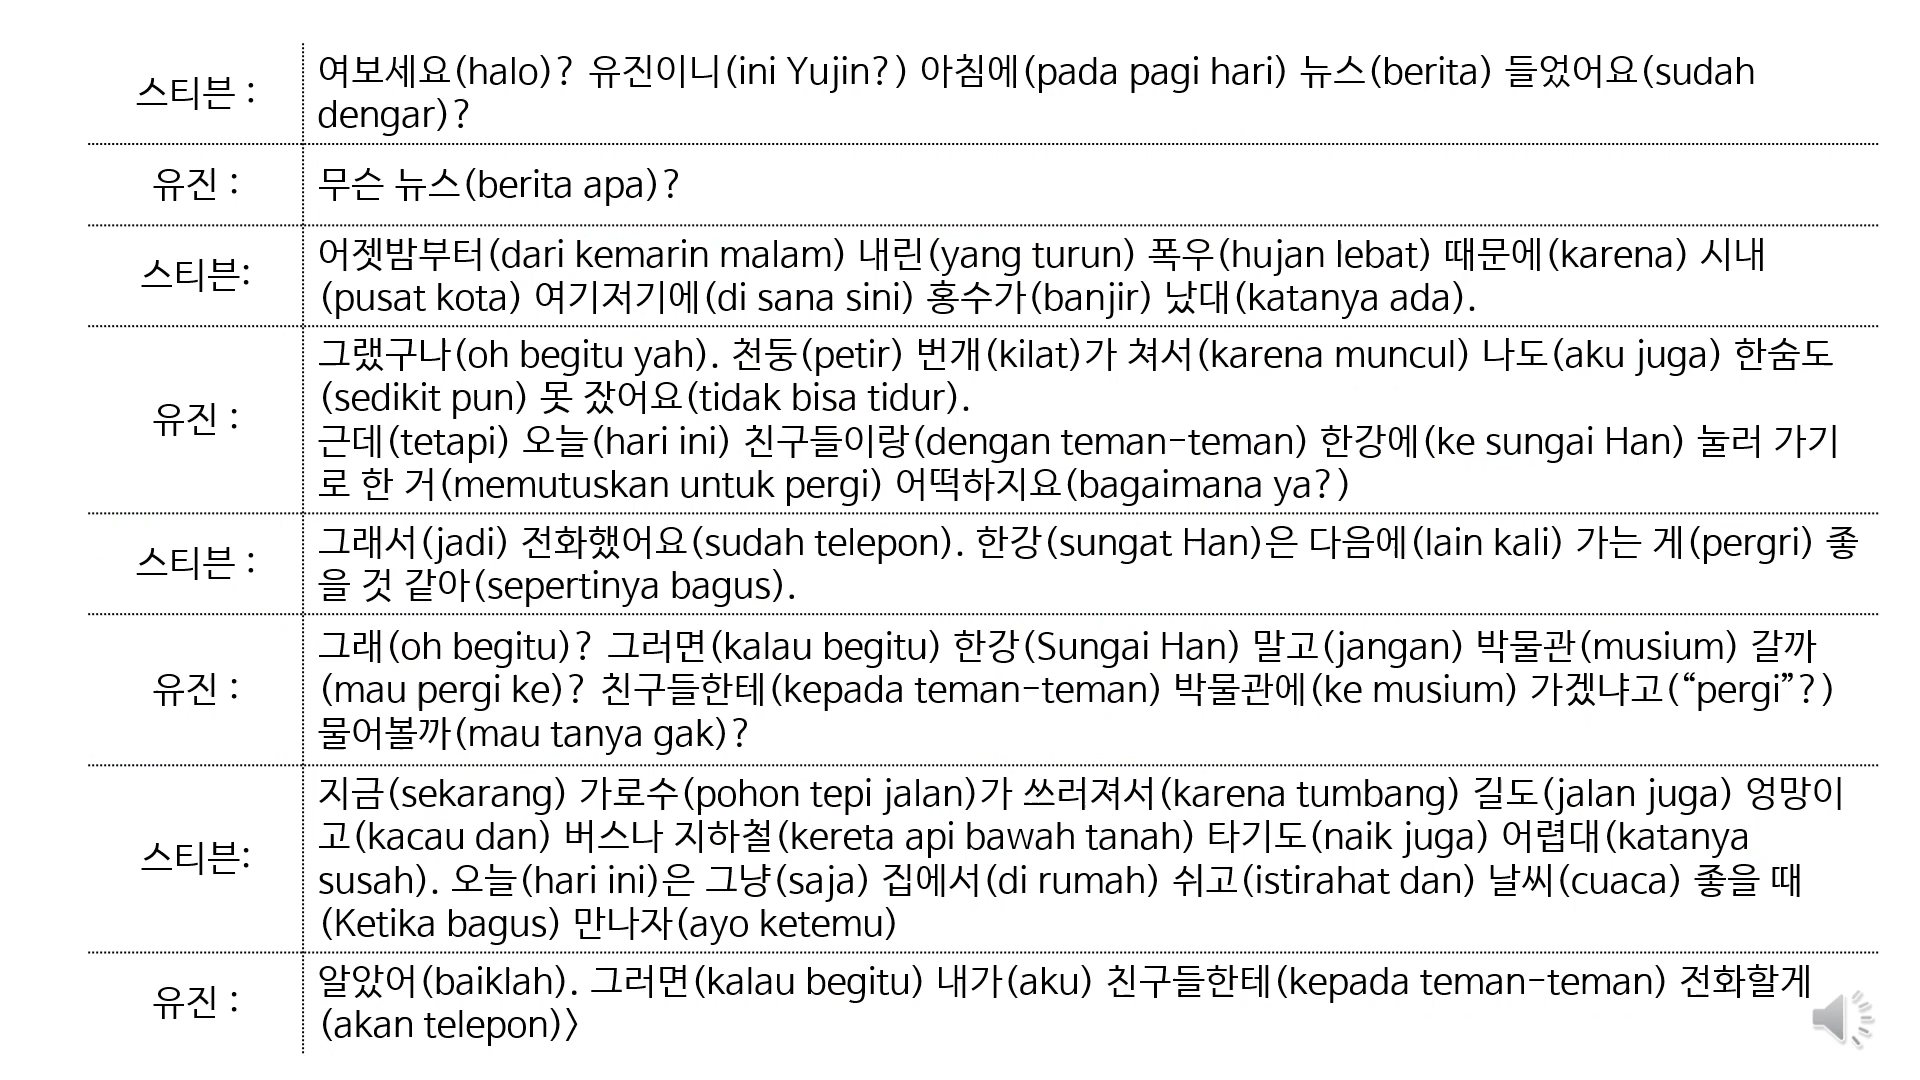 스티븐 :
여보세요(halo)? 유진이니(ini Yujin?) 아침에(pada pagi hari) 뉴스(berita) 들었어요(sudah
dengar)?
유진 :
무슨 뉴스(berita apa)?
스티븐:
어젯밤부터(dari kemarin malam) 내린(yang turun) 폭우(hujan lebat) 때문에(karena) 시내
(pusat kota) 여기저기에(di sana sini) 홍수가(banjir) 났대(katanya ada).
유진 :
그랬구나(oh begitu yah). 천둥(petir) 번개(kilat)가 쳐서(karena muncul) 나도(aku juga) 한숨도
(sedikit pun) 못 잤어요(tidak bisa tidur).
근데(tetapi) 오늘(hari ini) 친구들이랑(dengan teman-teman) 한강에(ke sungai Han) 눌러 가기
로 한 거(memutuskan untuk pergi) 어떡하지요(bagaimana ya?)
스티븐 :
그래서(jadi) 전화했어요(sudah telepon). 한강(sungat Han)은 다음에(lain kali) 가는 게(pergri) 좋
을 것 같아(sepertinya bagus).
유진 :
그래(oh begitu)? 그러면(kalau begitu) 한강(Sungai Han) 말고(jangan) 박물관(musium) 갈까
(mau pergi ke)? 친구들한테(kepada teman-teman) 박물관에(ke musium) 가겠냐고(“pergi”?)
물어볼까(mau tanya gak)?
스티븐:
지금(sekarang) 가로수(pohon tepi jalan)가 쓰러져서(karena tumbang) 길도(jalan juga) 엉망이
고(kacau dan) 버스나 지하철(kereta api bawah tanah) 타기도(naik juga) 어렵대(katanya
susah). 오늘(hari ini)은 그냥(saja) 집에서(di rumah) 쉬고(istirahat dan) 날씨(cuaca) 좋을 때
(Ketika bagus) 만나자(ayo ketemu)
유진 :
알았어(baiklah). 그러면(kalau begitu) 내가(aku) 친구들한테(kepada teman-teman) 전화할게
(akan telepon)〉